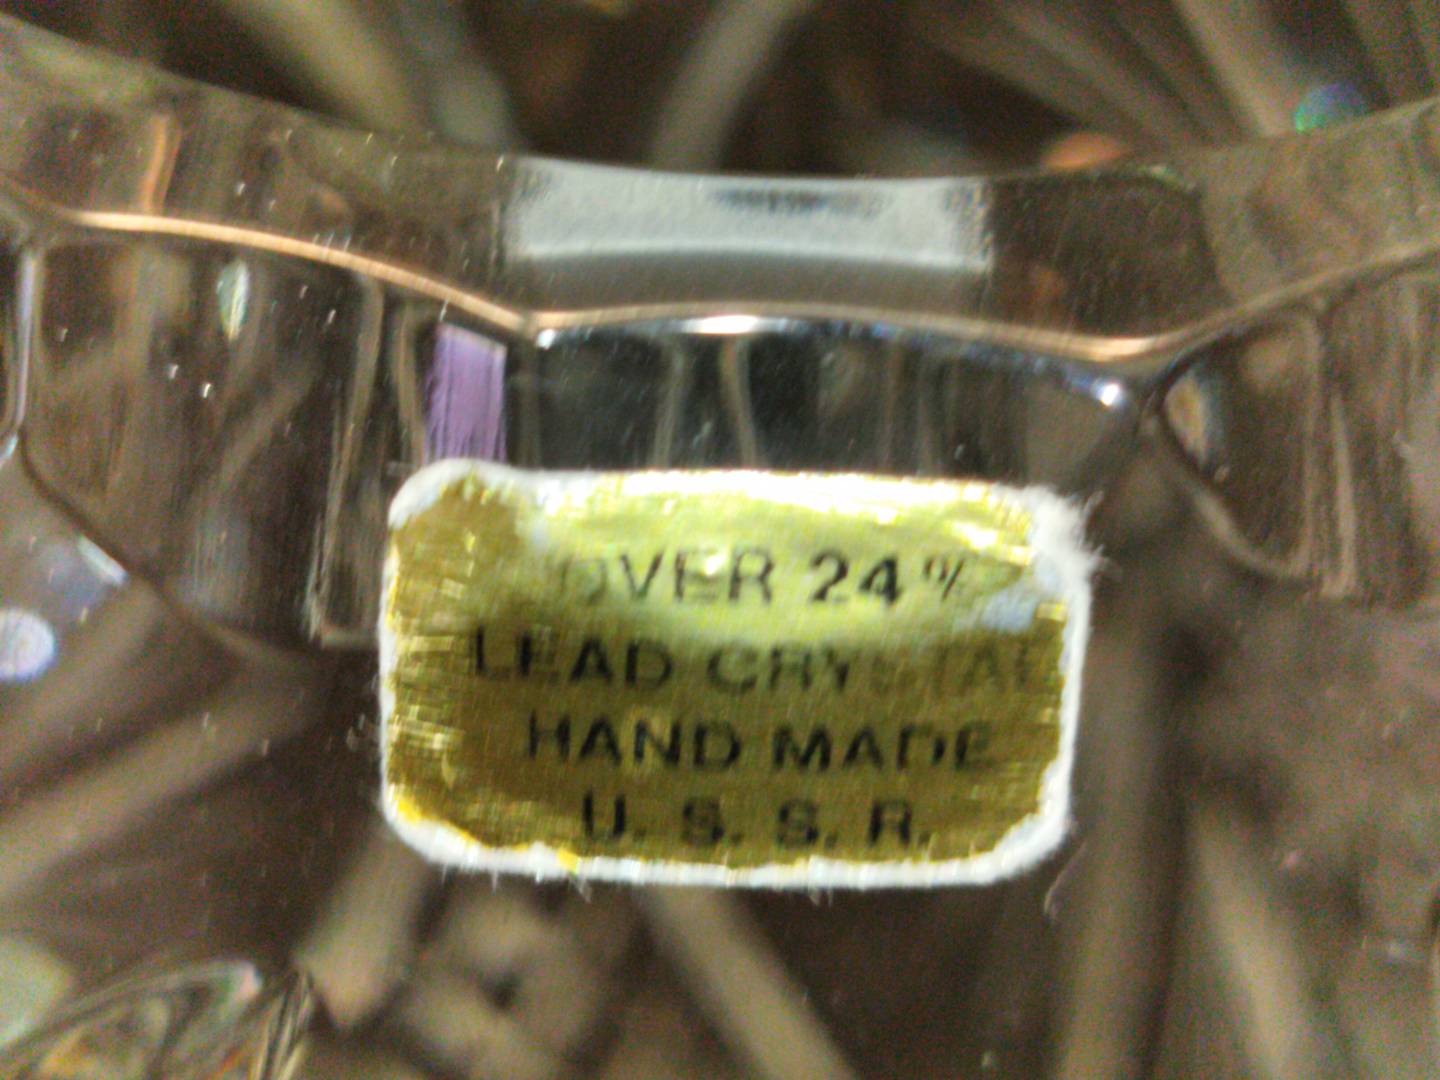 OVER 24%
LEAD CRYSTAL
HAND MADE
U. S. S. R.